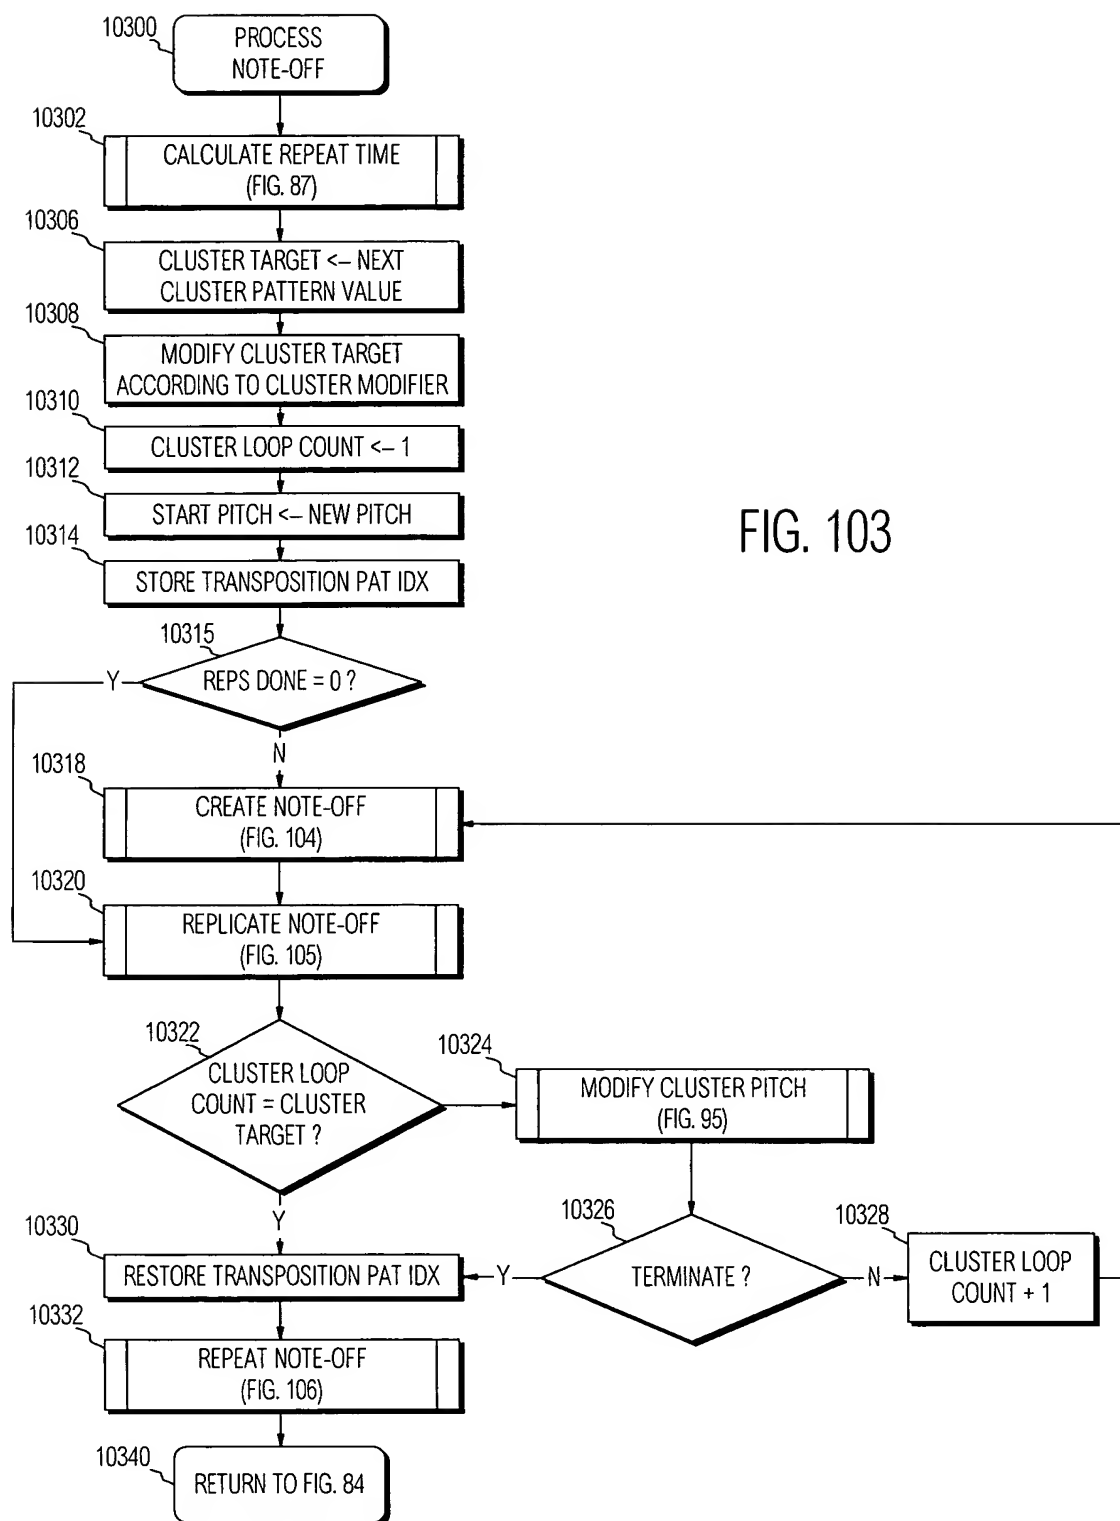 10300
PROCESS
NOTE-OFF
10302
CALCULATE REPEAT TIME
(FIG. 87)
10306
CLUSTER TARGET <– NEXT
CLUSTER PATTERN VALUE
10308
MODIFY CLUSTER TARGET
ACCORDING TO CLUSTER MODIFIER
10310
CLUSTER LOOP COUNT <– 1
10312
START PITCH <– NEW PITCH
10314
STORE TRANSPOSITION PAT IDX
FIG. 103
10315
REPS DONE = 0 ?
Y
N
10318
CREATE NOTE-OFF
(FIG. 104)
10320
REPLICATE NOTE-OFF
(FIG. 105)
10322
CLUSTER LOOP
COUNT = CLUSTER
TARGET ?
Y
10324
MODIFY CLUSTER PITCH
(FIG. 95)
10326
TERMINATE ?
Y
N
10328
CLUSTER LOOP
COUNT + 1
10330
RESTORE TRANSPOSITION PAT IDX
10332
REPEAT NOTE-OFF
(FIG. 106)
10340
RETURN TO FIG. 84